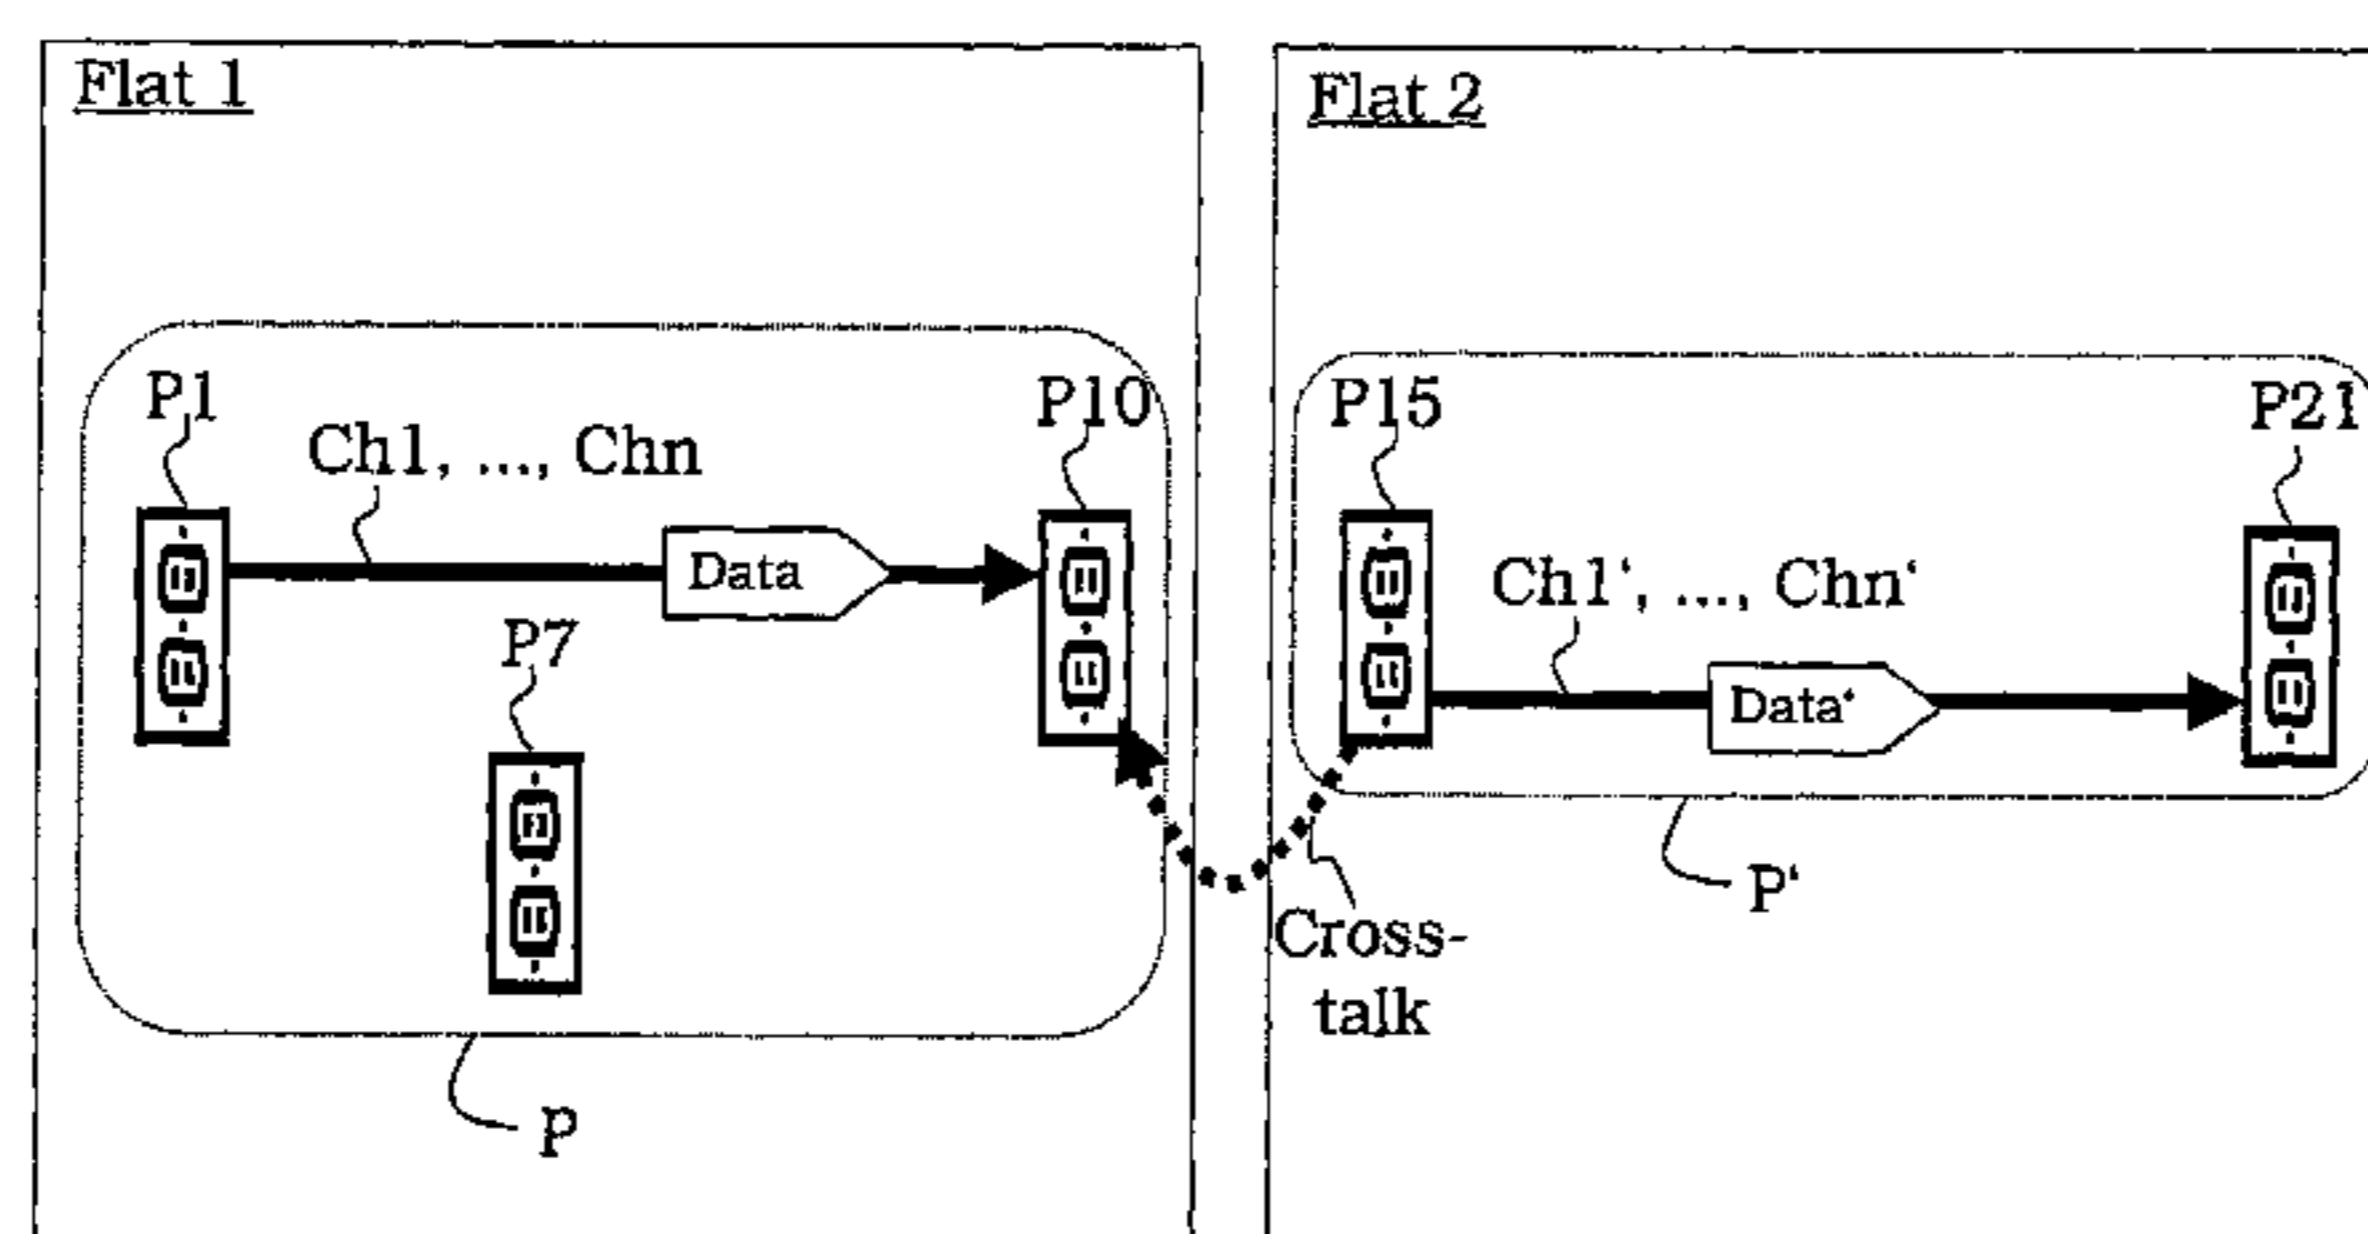 Flat 1
Flat 2
P1
Ch1, ..., Chn
P10
P15
P21
Data
Ch1‘, ..., Chn‘
P7
Data‘
P‘
Cross-
talk
P